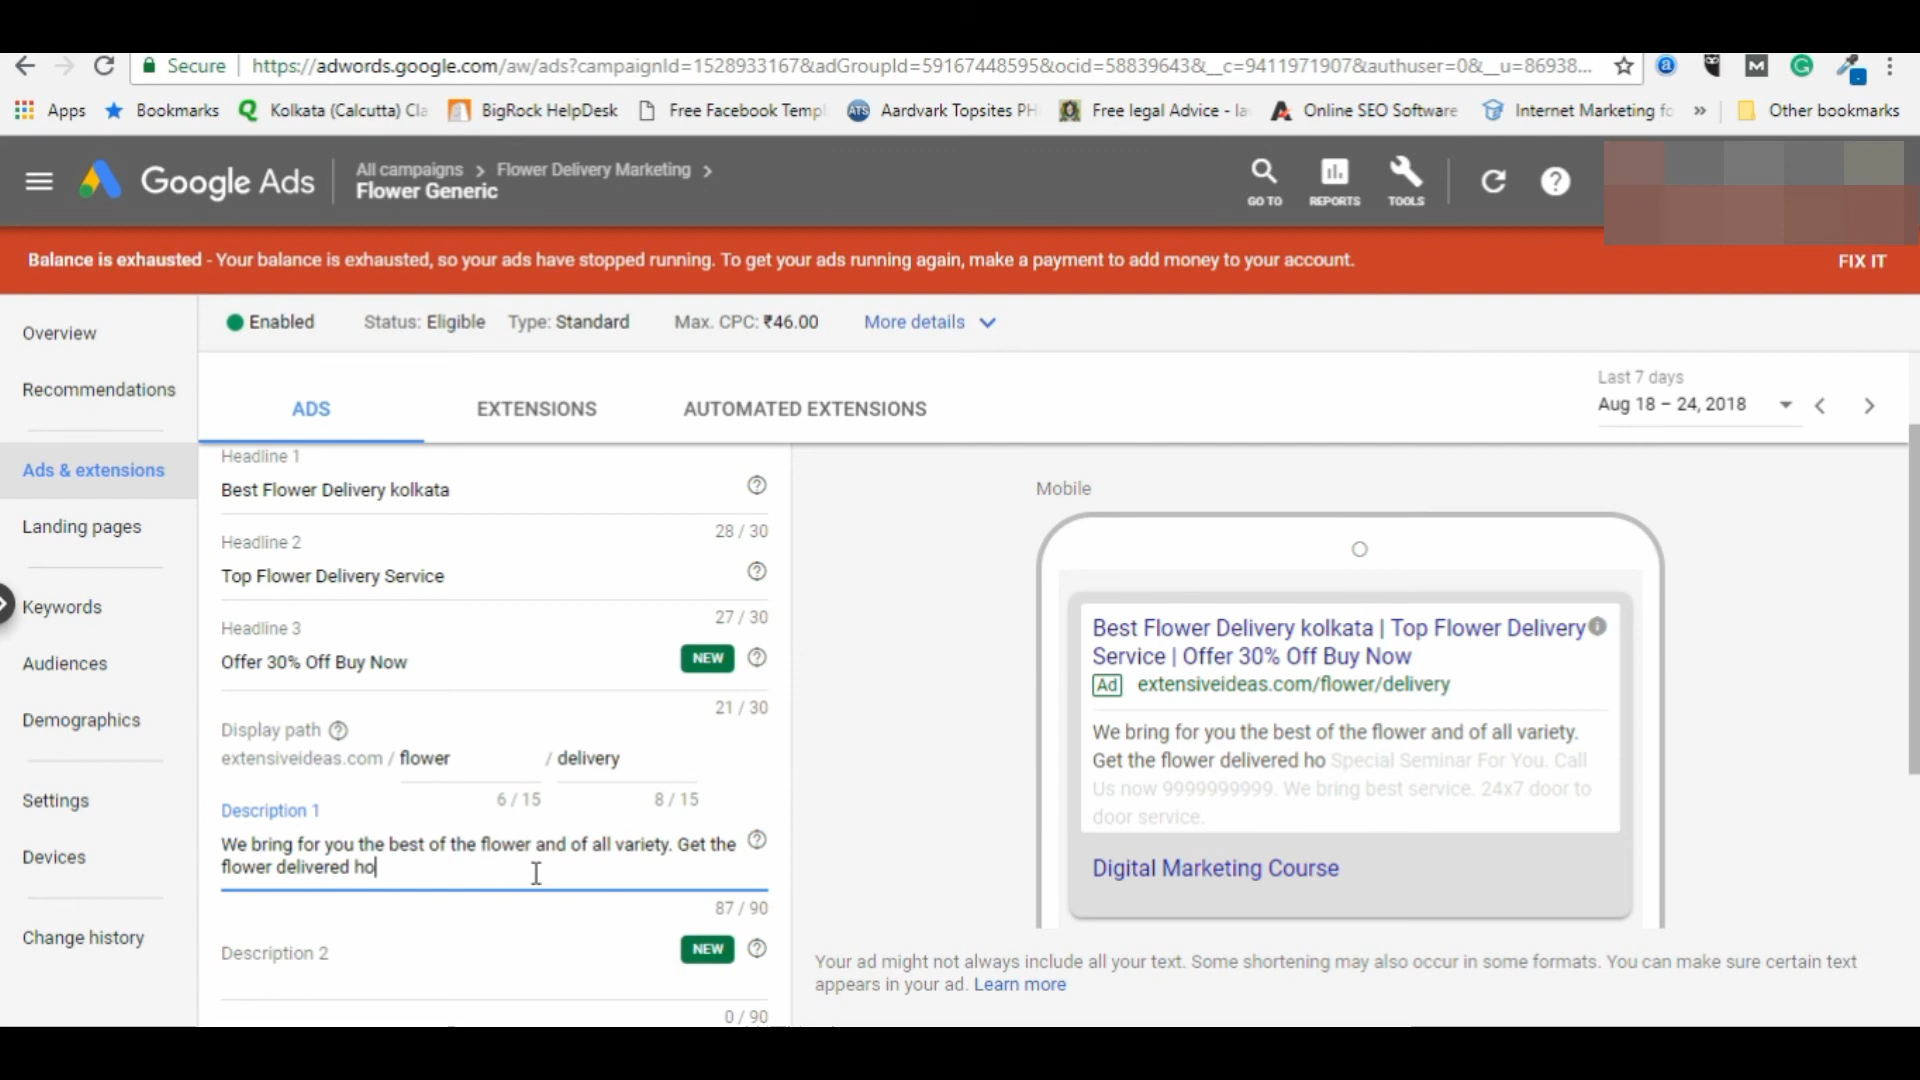 Secure
https://adwords.google.com/aw/ads?campaignId=1528933167&adGroupId=59167448595&ocid=58839643&__c=9411971907&authuser=0&__u=86938...
Apps
Bookmarks
Kolkata (Calcutta) Cla
BigRock HelpDesk
Free Facebook Templ
ATS
Aardvark Topsites PH
Free legal Advice - la
Online SEO Software
Internet Marketing fo
»
Other bookmarks
Google Ads
All campaigns > Flower Delivery Marketing >
Flower Generic
GO TO
REPORTS
TOOLS
Balance is exhausted - Your balance is exhausted, so your ads have stopped running. To get your ads running again, make a payment to add money to your account.
FIX IT
Overview
Recommendations
Ads & extensions
Landing pages
Keywords
Audiences
Demographics
Settings
Devices
Change history
Enabled
Status: Eligible
Type: Standard
Max. CPC: ₹46.00
More details
ADS
EXTENSIONS
AUTOMATED EXTENSIONS
Last 7 days
Aug 18 – 24, 2018
Headline 1
Best Flower Delivery kolkata
28 / 30
Headline 2
Top Flower Delivery Service
27 / 30
Headline 3
Offer 30% Off Buy Now
NEW
21 / 30
Display path
extensiveideas.com / flower / delivery
6 / 15
8 / 15
Description 1
We bring for you the best of the flower and of all variety. Get the
flower delivered ho
87 / 90
Description 2
NEW
0 / 90
Mobile
Best Flower Delivery kolkata | Top Flower Delivery
Service | Offer 30% Off Buy Now
Ad extensiveideas.com/flower/delivery
We bring for you the best of the flower and of all variety.
Get the flower delivered ho Special Seminar For You. Call
Us now 9999999999. We bring best service. 24x7 door to
door service.
Digital Marketing Course
Your ad might not always include all your text. Some shortening may also occur in some formats. You can make sure certain text
appears in your ad. Learn more